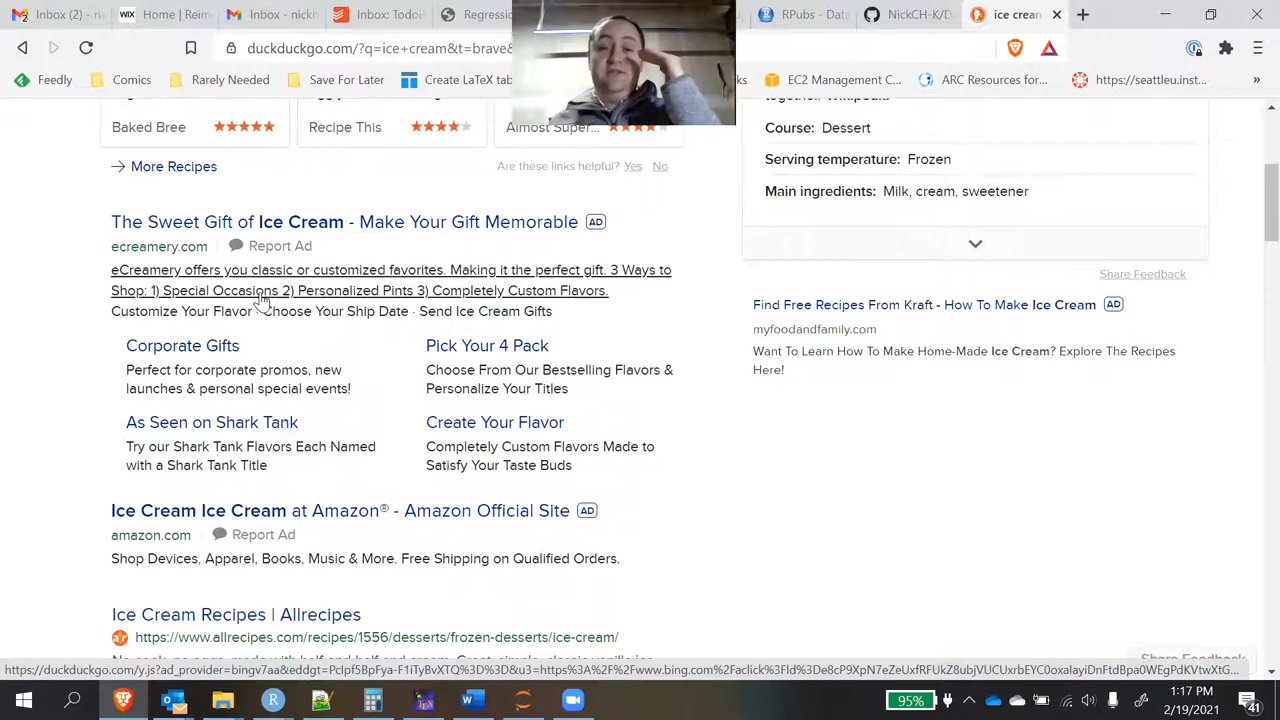 Inbox (2) - n
Home | Reim
Inbox - nickh
Inbox: Todoi
Regressio
RPubs - Data
NickCH-K/D
ice cream
duckduckgo.com/?q=ice+cream&t=brave&
Feedly
Comics
Rarely Needed
Save For Later
Create LaTeX tab
ks
EC2 Management C...
ARC Resources for...
https://seattleu.inst...
»
together. Wikipedia
Baked Bree
Recipe This
Almost Super...
Course: Dessert
Serving temperature: Frozen
Main ingredients: Milk, cream, sweetener
More Recipes
Are these links helpful? Yes No
The Sweet Gift of Ice Cream - Make Your Gift Memorable AD
ecreamery.com Report Ad
eCreamery offers you classic or customized favorites. Making it the perfect gift. 3 Ways to
Shop: 1) Special Occasions 2) Personalized Pints 3) Completely Custom Flavors.
Customize Your Flavor · Choose Your Ship Date · Send Ice Cream Gifts
Corporate Gifts
Perfect for corporate promos, new
launches & personal special events!
Pick Your 4 Pack
Choose From Our Bestselling Flavors &
Personalize Your Titles
As Seen on Shark Tank
Try our Shark Tank Flavors Each Named
with a Shark Tank Title
Create Your Flavor
Completely Custom Flavors Made to
Satisfy Your Taste Buds
Share Feedback
Find Free Recipes From Kraft - How To Make Ice Cream AD
myfoodandfamily.com
Want To Learn How To Make Home-Made Ice Cream? Explore The Recipes
Here!
Ice Cream Ice Cream at Amazon® - Amazon Official Site AD
amazon.com Report Ad
Shop Devices, Apparel, Books, Music & More. Free Shipping on Qualified Orders.
Ice Cream Recipes | Allrecipes
https://www.allrecipes.com/recipes/1556/desserts/frozen-desserts/ice-cream/
Share Feedback
95%
1:17 PM
2/19/2021
41